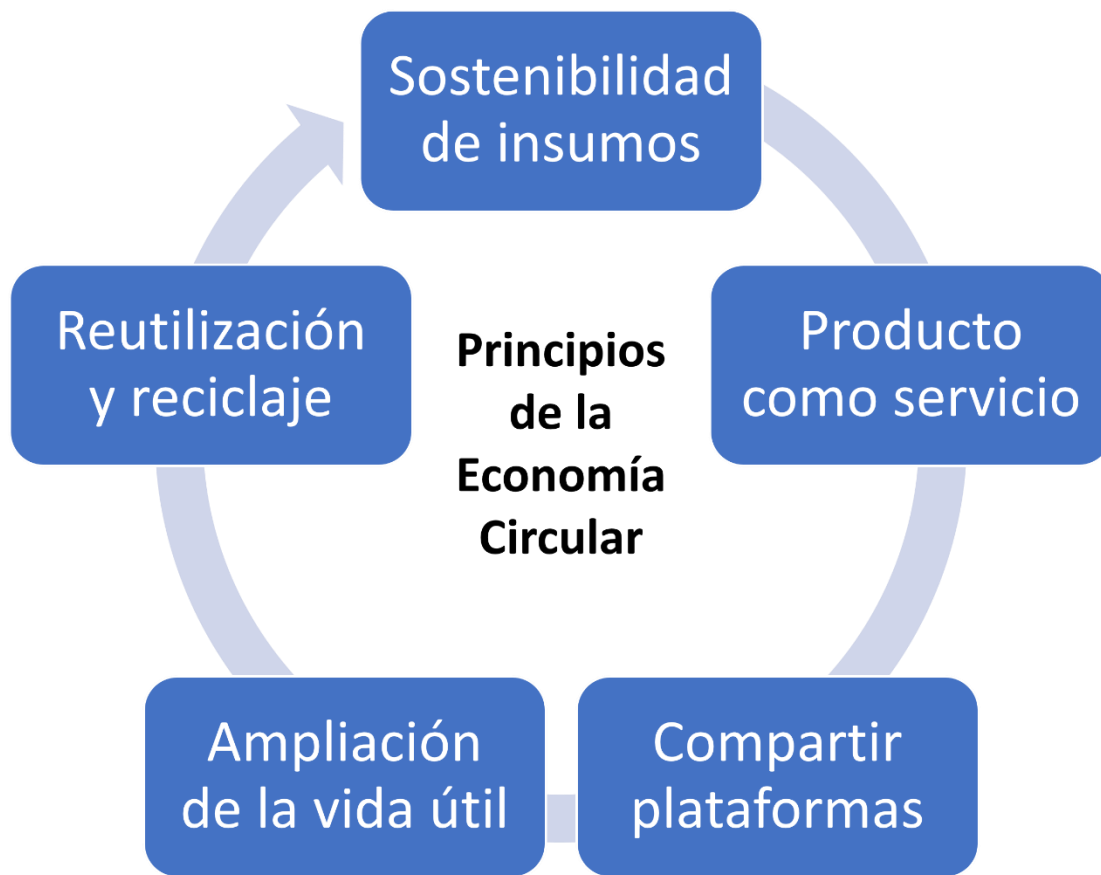 Sostenibilidad
de insumos
Producto
como servicio
Compartir
plataformas
Ampliación
de la vida útil
Reutilización
y reciclaje
Principios
de la
Economía
Circular